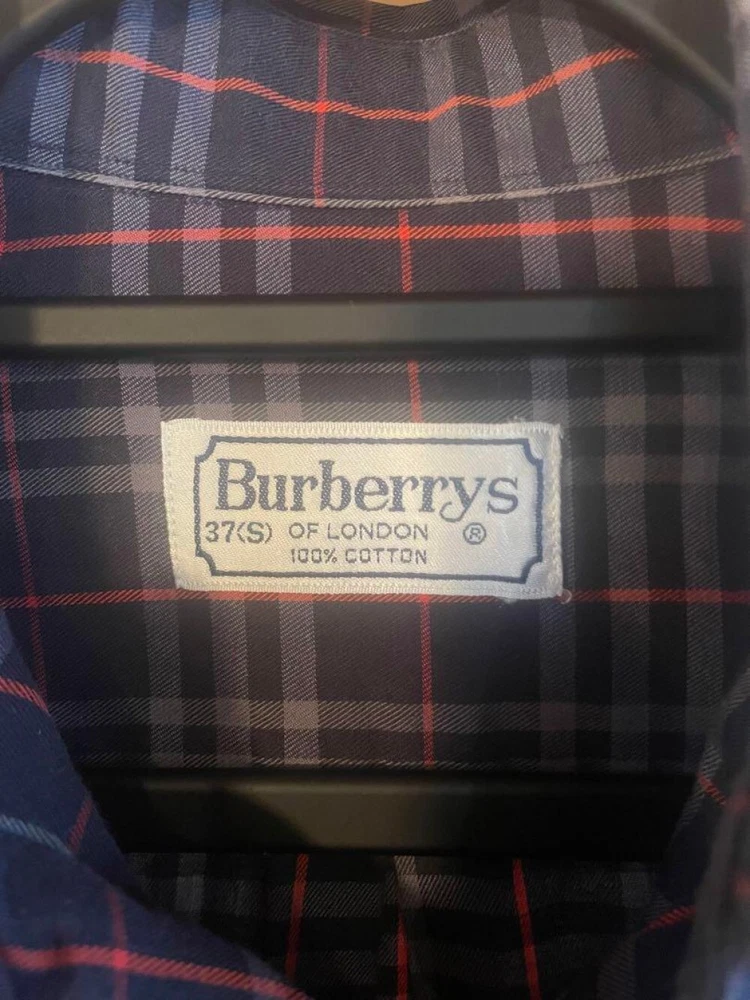 Burberrys
37(S) OF LONDON ®
100% COTTON